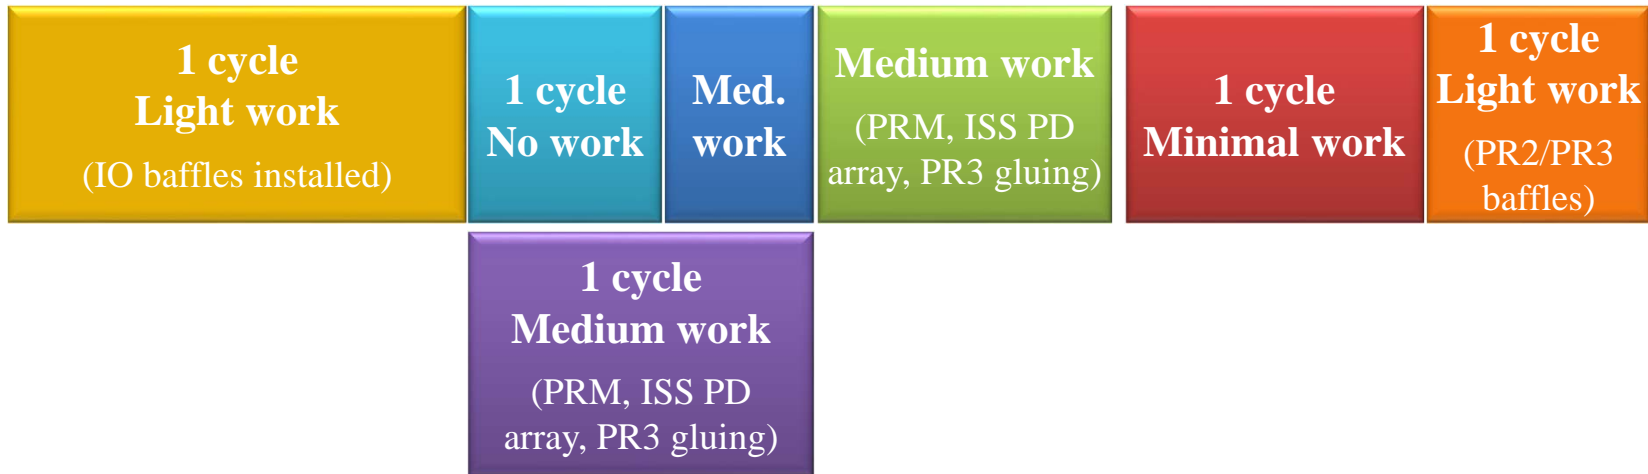 1 cycle
Light work
(IO baffles installed)
1 cycle
No work
Med.
work
Medium work
(PRM, ISS PD
array, PR3 gluing)
1 cycle
Minimal work
1 cycle
Light work
(PR2/PR3
baffles)
1 cycle
Medium work
(PRM, ISS PD
array, PR3 gluing)